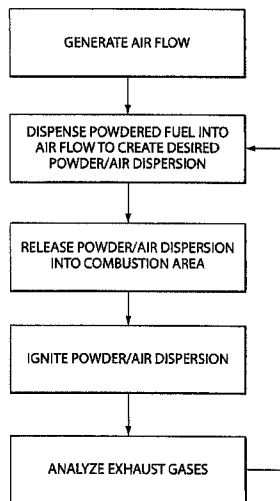 GENERATE AIR FLOW
DISPENSE POWDERED FUEL INTO
AIR FLOW TO CREATE DESIRED
POWDER/AIR DISPERSION
RELEASE POWDER/AIR DISPERSION
INTO COMBUSTION AREA
IGNITE POWDER/AIR DISPERSION
ANALYZE EXHAUST GASES